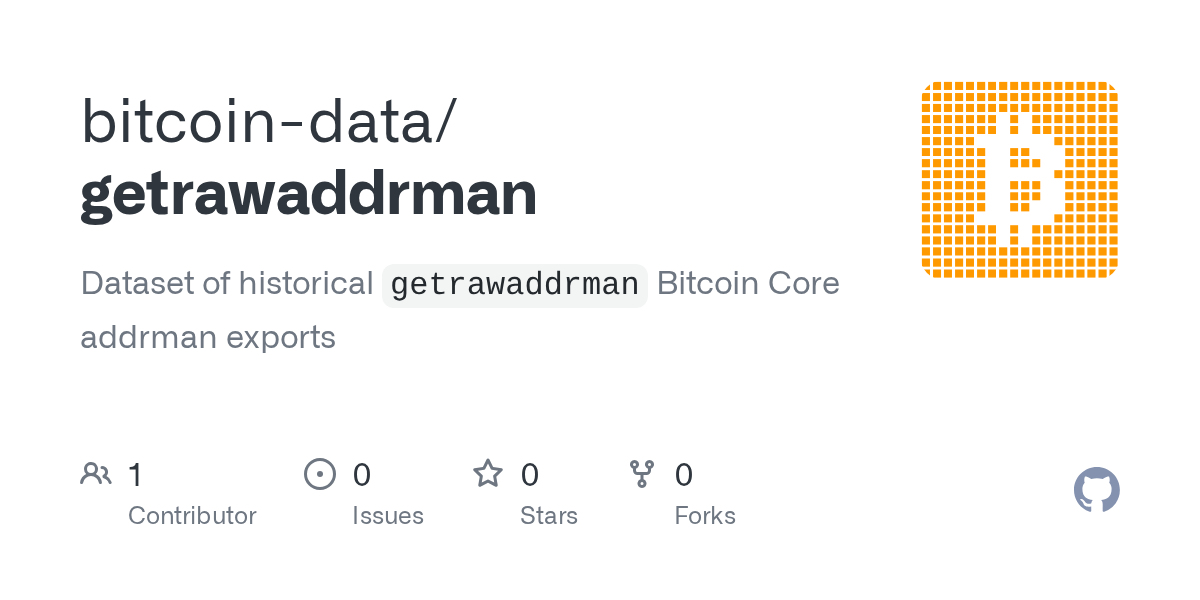 bitcoin-data/
getrawaddrman
Dataset of historical getrawaddrman Bitcoin Core
addrman exports
1 0 0 0
Contributor Issues Stars Forks